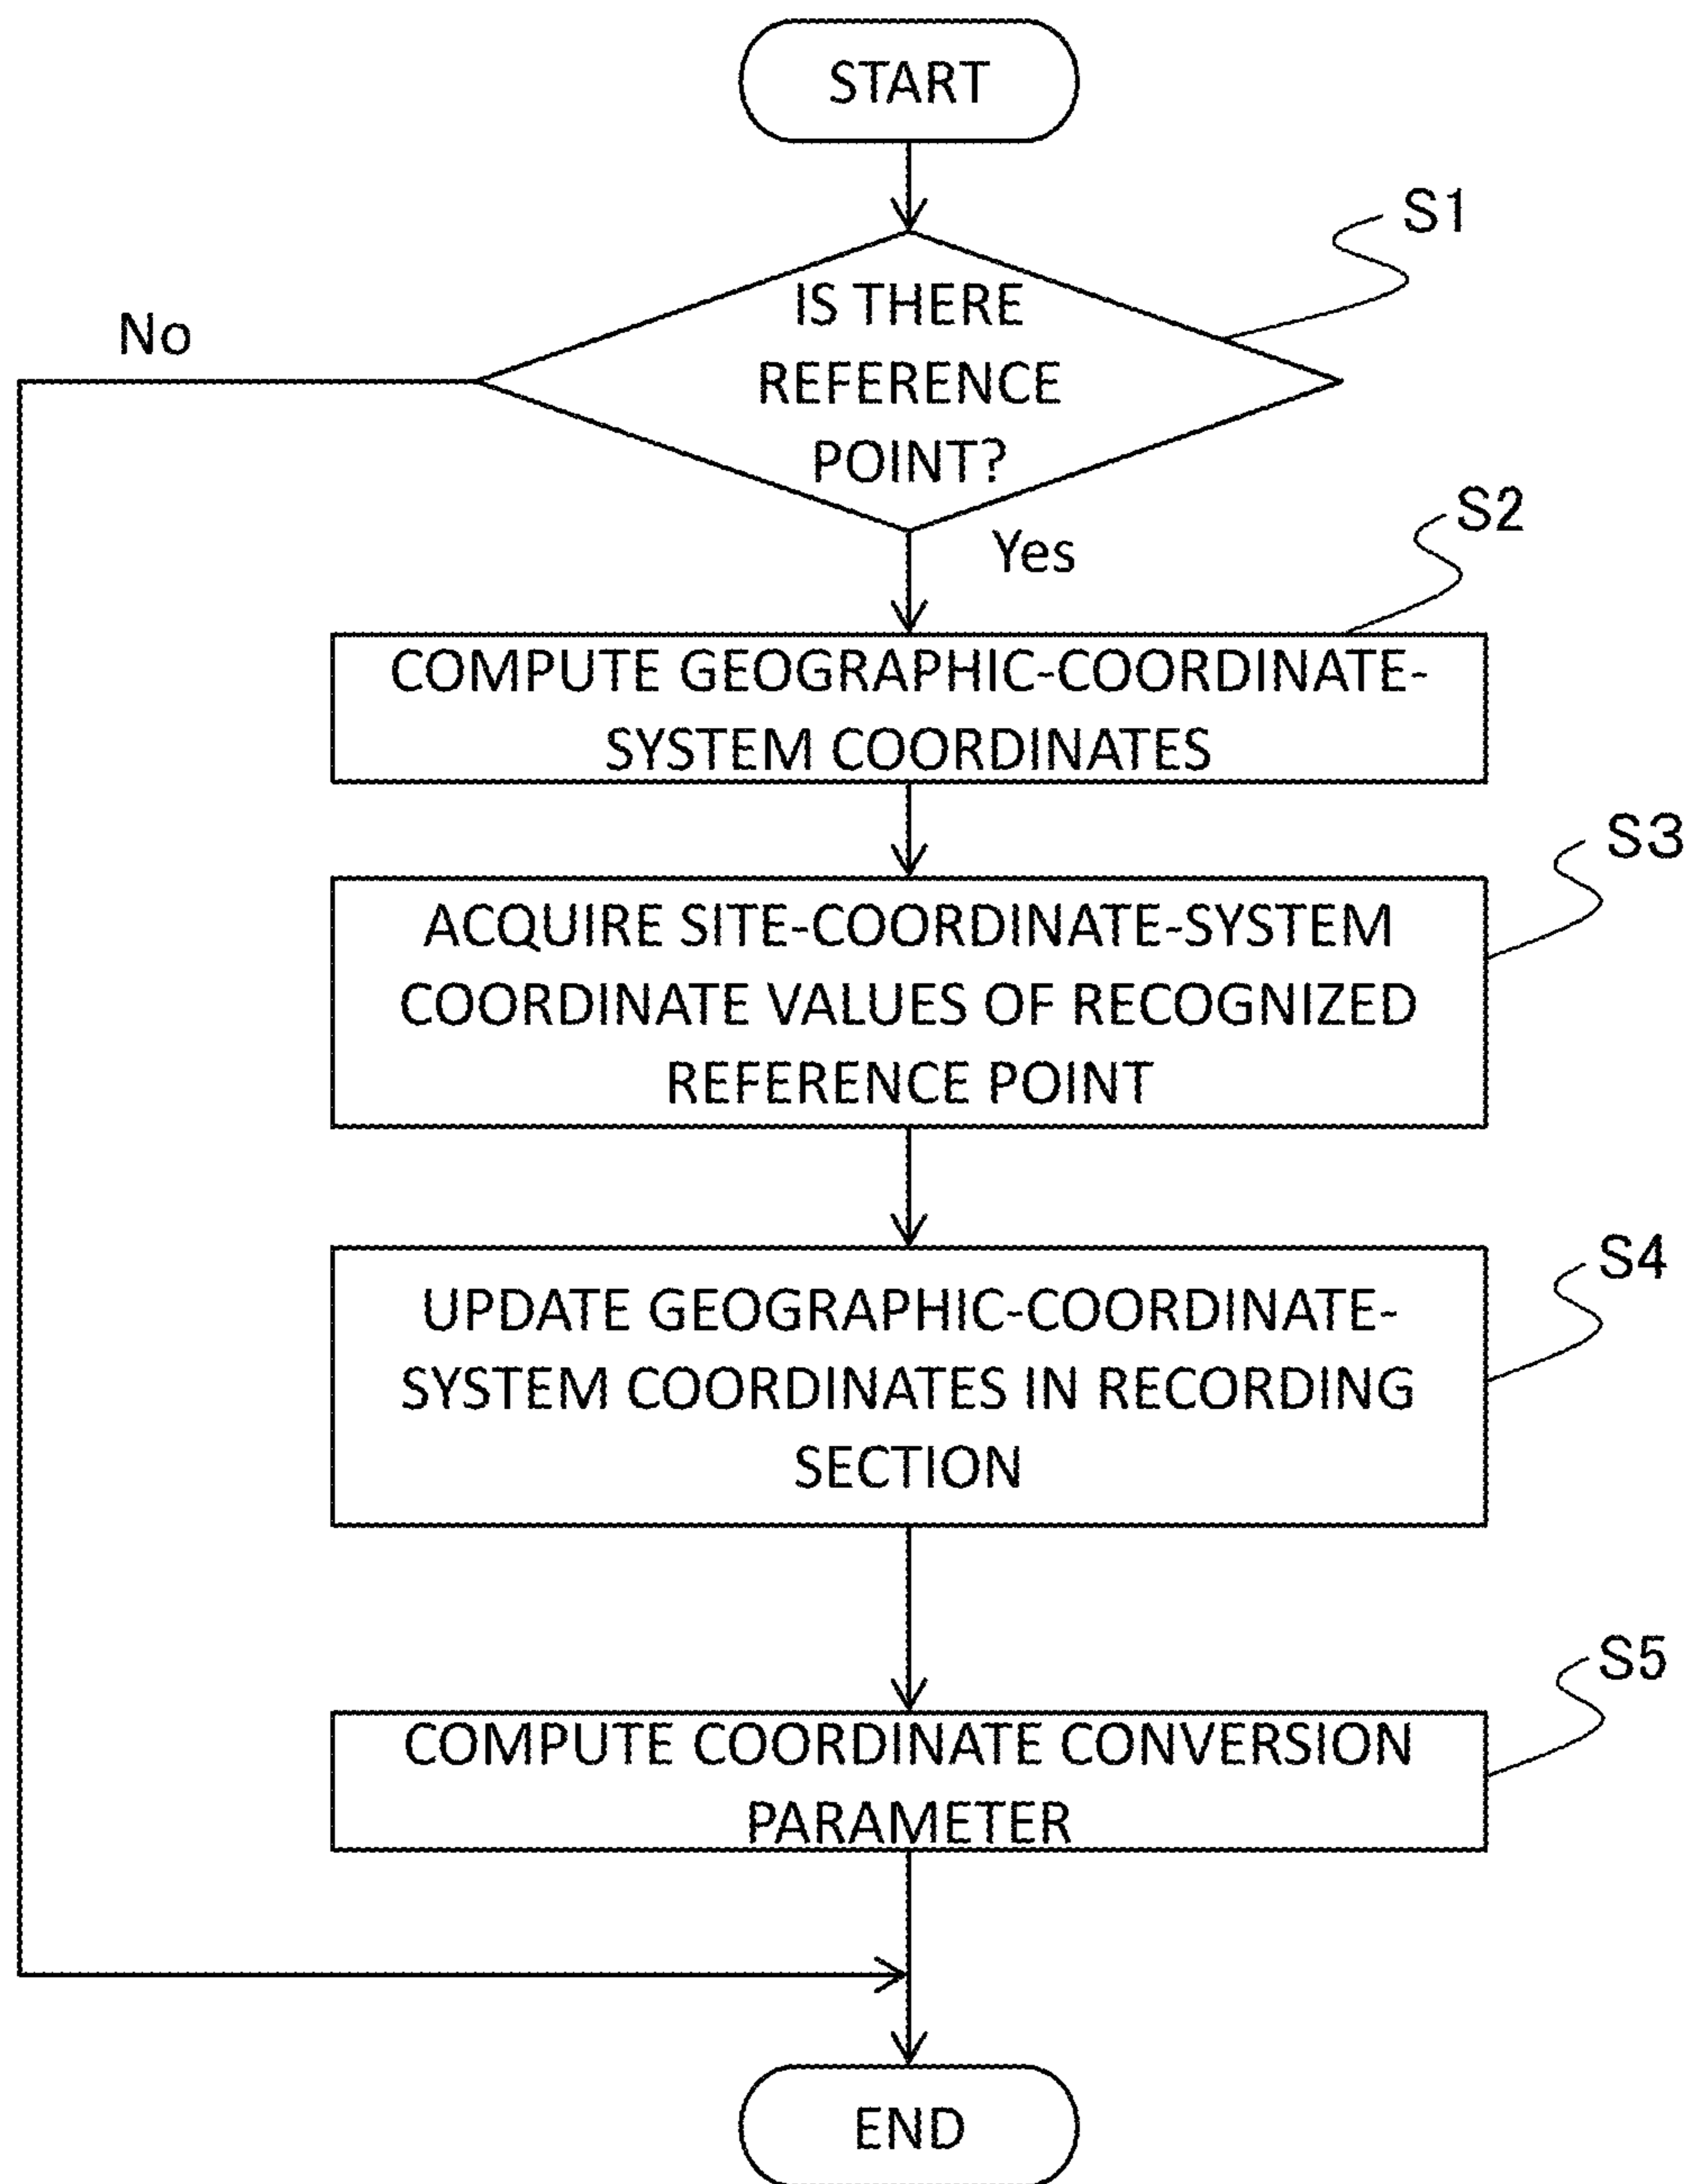 START
S1
IS THERE
REFERENCE
POINT?
No
Yes
S2
COMPUTE GEOGRAPHIC-COORDINATE-
SYSTEM COORDINATES
S3
ACQUIRE SITE-COORDINATE-SYSTEM
COORDINATE VALUES OF RECOGNIZED
REFERENCE POINT
S4
UPDATE GEOGRAPHIC-COORDINATE-
SYSTEM COORDINATES IN RECORDING
SECTION
S5
COMPUTE COORDINATE CONVERSION
PARAMETER
END